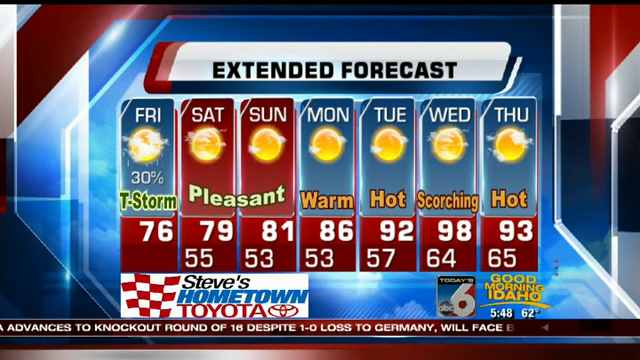 EXTENDED FORECAST
FRI SAT SUN MON TUE WED THU
30%
T-Storm Pleasant Warm Hot Scorching Hot
76 79 81 86 92 98 93
55 53 53 57 64 65
Steve's
HOMETOWN
TOYOTA
TODAY'S
abc 6
GOOD
MORNING
IDAHO
5:48 62°
A ADVANCES TO KNOCKOUT ROUND OF 16 DESPITE 1-0 LOSS TO GERMANY, WILL FACE B